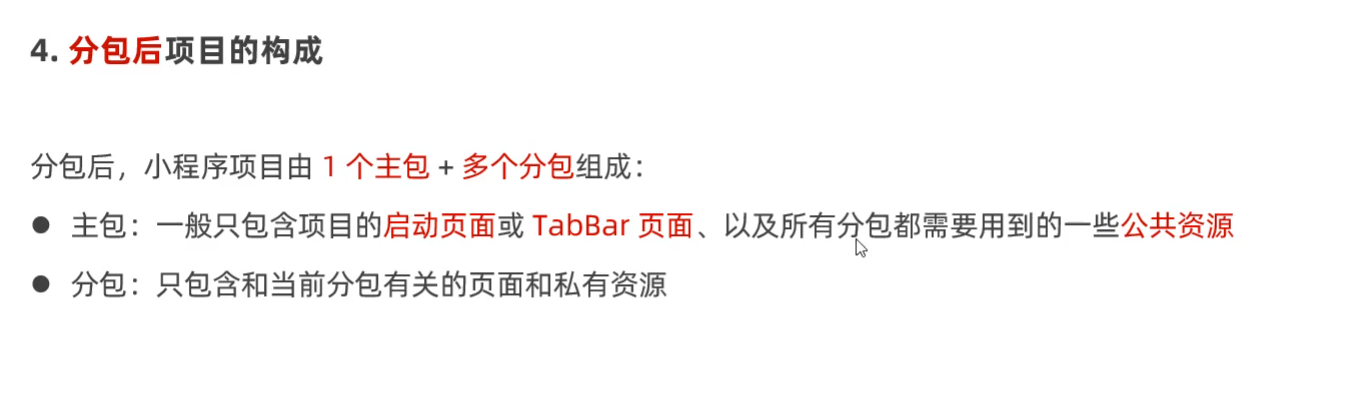 4. 分包后项目的构成
分包后，小程序项目由 1 个主包 + 多个分包组成：
● 主包：一般只包含项目的启动页面或 TabBar 页面、以及所有分包都需要用到的一些公共资源
● 分包：只包含和当前分包有关的页面和私有资源